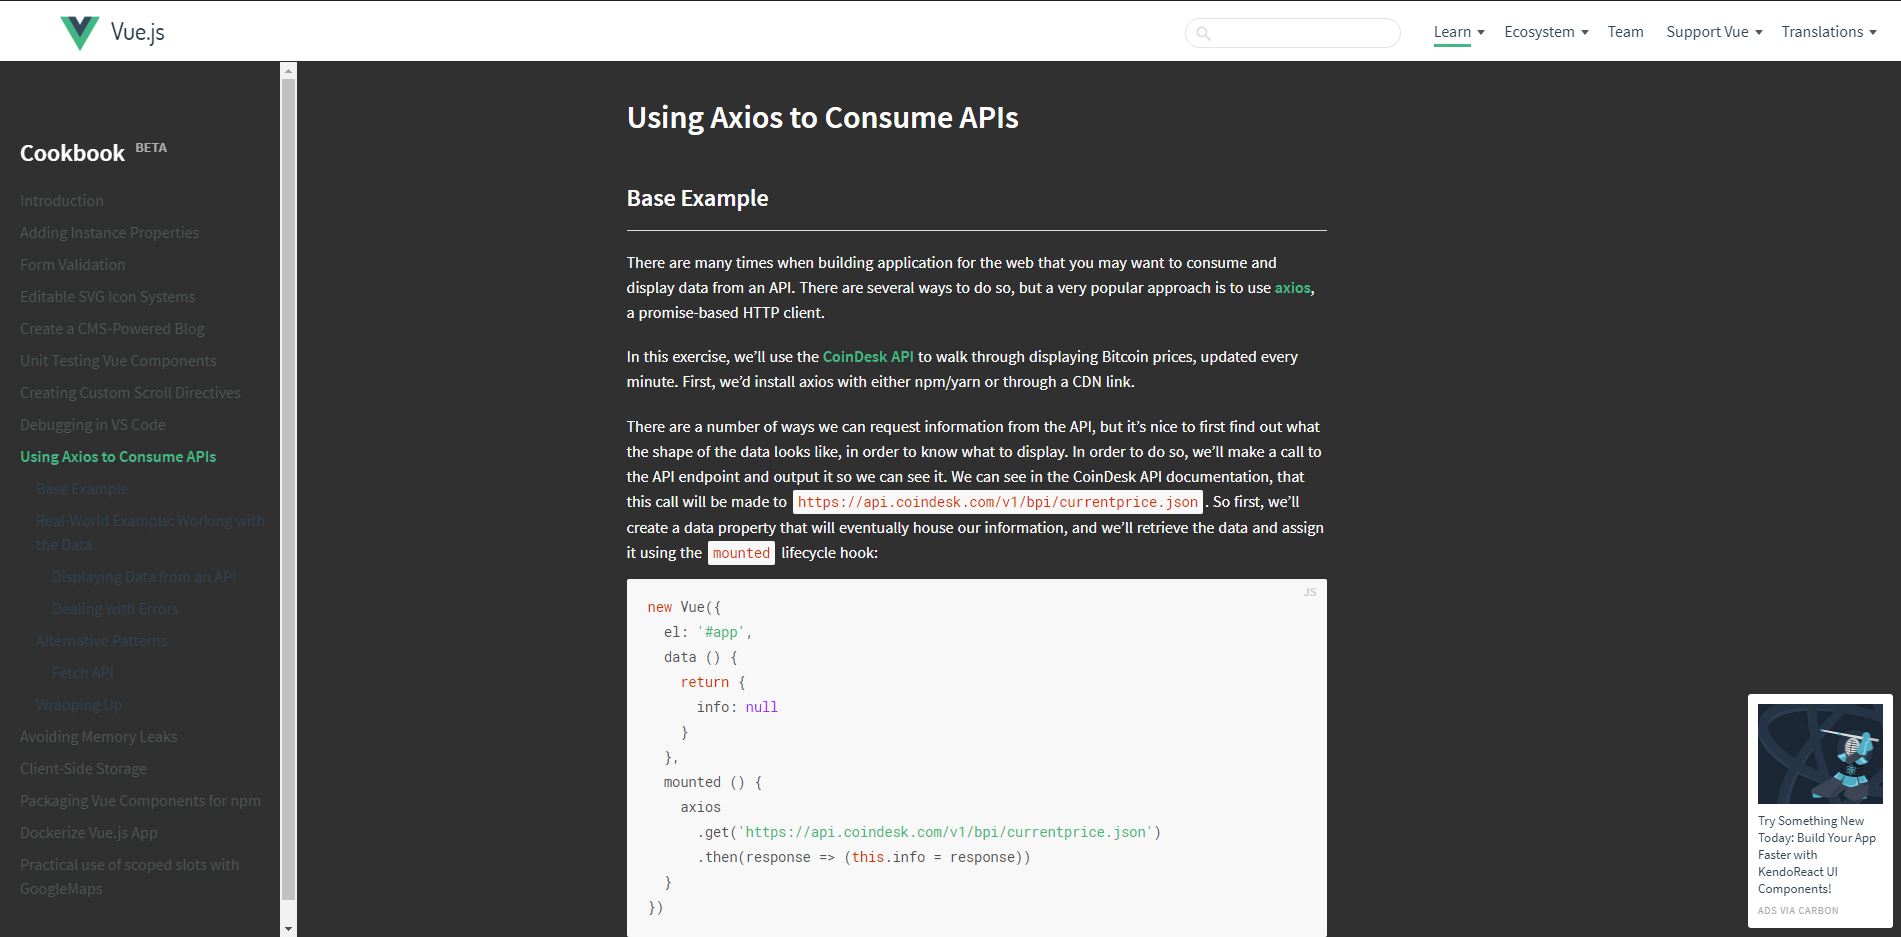 Vue.js
Learn
Ecosystem
Team
Support Vue
Translations
Cookbook BETA
Introduction
Adding Instance Properties
Form Validation
Editable SVG Icon Systems
Create a CMS-Powered Blog
Unit Testing Vue Components
Creating Custom Scroll Directives
Debugging in VS Code
Using Axios to Consume APIs
Base Example
Real-World Example: Working with
the Data
Displaying Data from an API
Dealing with Errors
Alternative Patterns
Fetch API
Wrapping Up
Avoiding Memory Leaks
Client-Side Storage
Packaging Vue Components for npm
Dockerize Vue.js App
Practical use of scoped slots with
GoogleMaps
Using Axios to Consume APIs
Base Example
There are many times when building application for the web that you may want to consume and
display data from an API. There are several ways to do so, but a very popular approach is to use axios,
a promise-based HTTP client.
In this exercise, we’ll use the CoinDesk API to walk through displaying Bitcoin prices, updated every
minute. First, we’d install axios with either npm/yarn or through a CDN link.
There are a number of ways we can request information from the API, but it’s nice to first find out what
the shape of the data looks like, in order to know what to display. In order to do so, we’ll make a call to
the API endpoint and output it so we can see it. We can see in the CoinDesk API documentation, that
this call will be made to https://api.coindesk.com/v1/bpi/currentprice.json. So first, we’ll
create a data property that will eventually house our information, and we’ll retrieve the data and assign
it using the mounted lifecycle hook:
JS
new Vue({
  el: '#app',
  data () {
    return {
      info: null
    }
  },
  mounted () {
    axios
      .get('https://api.coindesk.com/v1/bpi/currentprice.json')
      .then(response => (this.info = response))
  }
})
Try Something New
Today: Build Your App
Faster with
KendoReact UI
Components!
ADS VIA CARBON